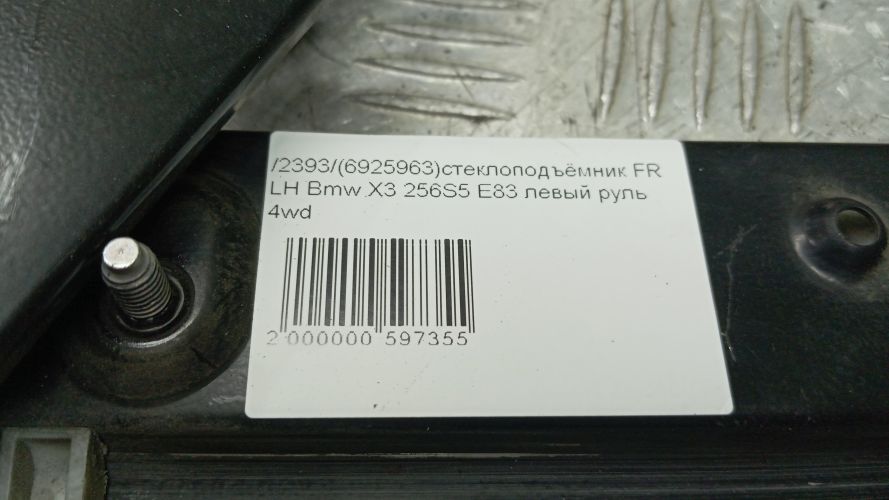 /2393/(6925963)стеклоподъёмник FR
LH Bmw X3 256S5 E83 левый руль
4wd
2 000000 597355